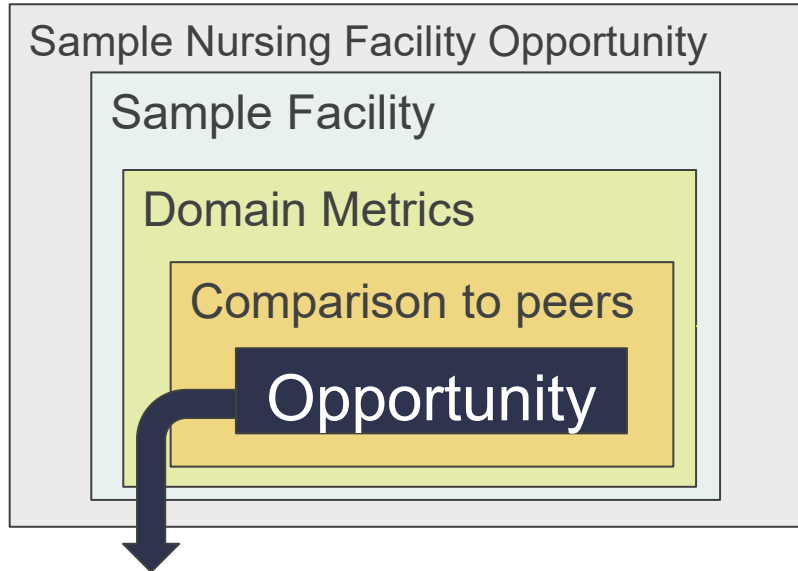 Sample Nursing Facility Opportunity
Sample Facility
Domain Metrics
Comparison to peers
Opportunity